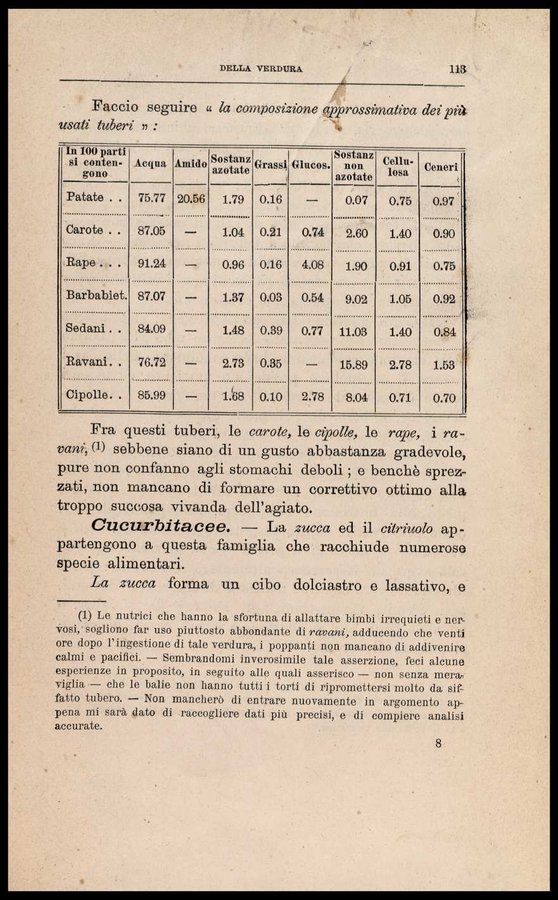 DELLA VERDURA 113
Faccio seguire « la composizione approssimativa dei più
usati tuberi » :
In 100 parti si contengono | Acqua | Amido | Sostanz azotate | Grassi | Glucos. | Sostanz non azotate | Cellulosa | Ceneri
Patate . . 75.77 20.56 1.79 0.16 — 0.07 0.75 0.97
Carote . . 87.05 — 1.04 0.21 0.74 2.60 1.40 0.90
Rape . . . 91.24 — 0.96 0.16 4.08 1.90 0.91 0.75
Barbabiet. 87.07 — 1.37 0.03 0.54 9.02 1.05 0.92
Sedani . . 84.09 — 1.48 0.39 0.77 11.03 1.40 0.84
Ravani. . 76.72 — 2.73 0.35 — 15.89 2.78 1.53
Cipolle. . 85.99 — 1.68 0.10 2.78 8.04 0.71 0.70
Fra questi tuberi, le carote, le cipolle, le rape, i ra-
vani, (1) sebbene siano di un gusto abbastanza gradevole,
pure non confanno agli stomachi deboli ; e benchè sprez-
zati, non mancano di formare un correttivo ottimo alla
troppo succosa vivanda dell'agiato.
Cucurbitacee. — La zucca ed il citriuolo ap-
partengono a questa famiglia che racchiude numerose
specie alimentari.
La zucca forma un cibo dolciastro e lassativo, e
(1) Le nutrici che hanno la sfortuna di allattare bimbi irrequieti e ner-
vosi, sogliono far uso piuttosto abbondante di ravani, adducendo che venti
ore dopo l'ingestione di tale verdura, i poppanti non mancano di addivenire
calmi e pacifici. — Sembrandomi inverosimile tale asserzione, feci alcune
esperienze in proposito, in seguito alle quali asserisco — non senza mera-
viglia — che le balie non hanno tutti i torti di ripromettersi molto da sif-
fatto tubero. — Non mancherò di entrare nuovamente in argomento ap-
pena mi sarà dato di raccogliere dati più precisi, e di compiere analisi
accurate.
8